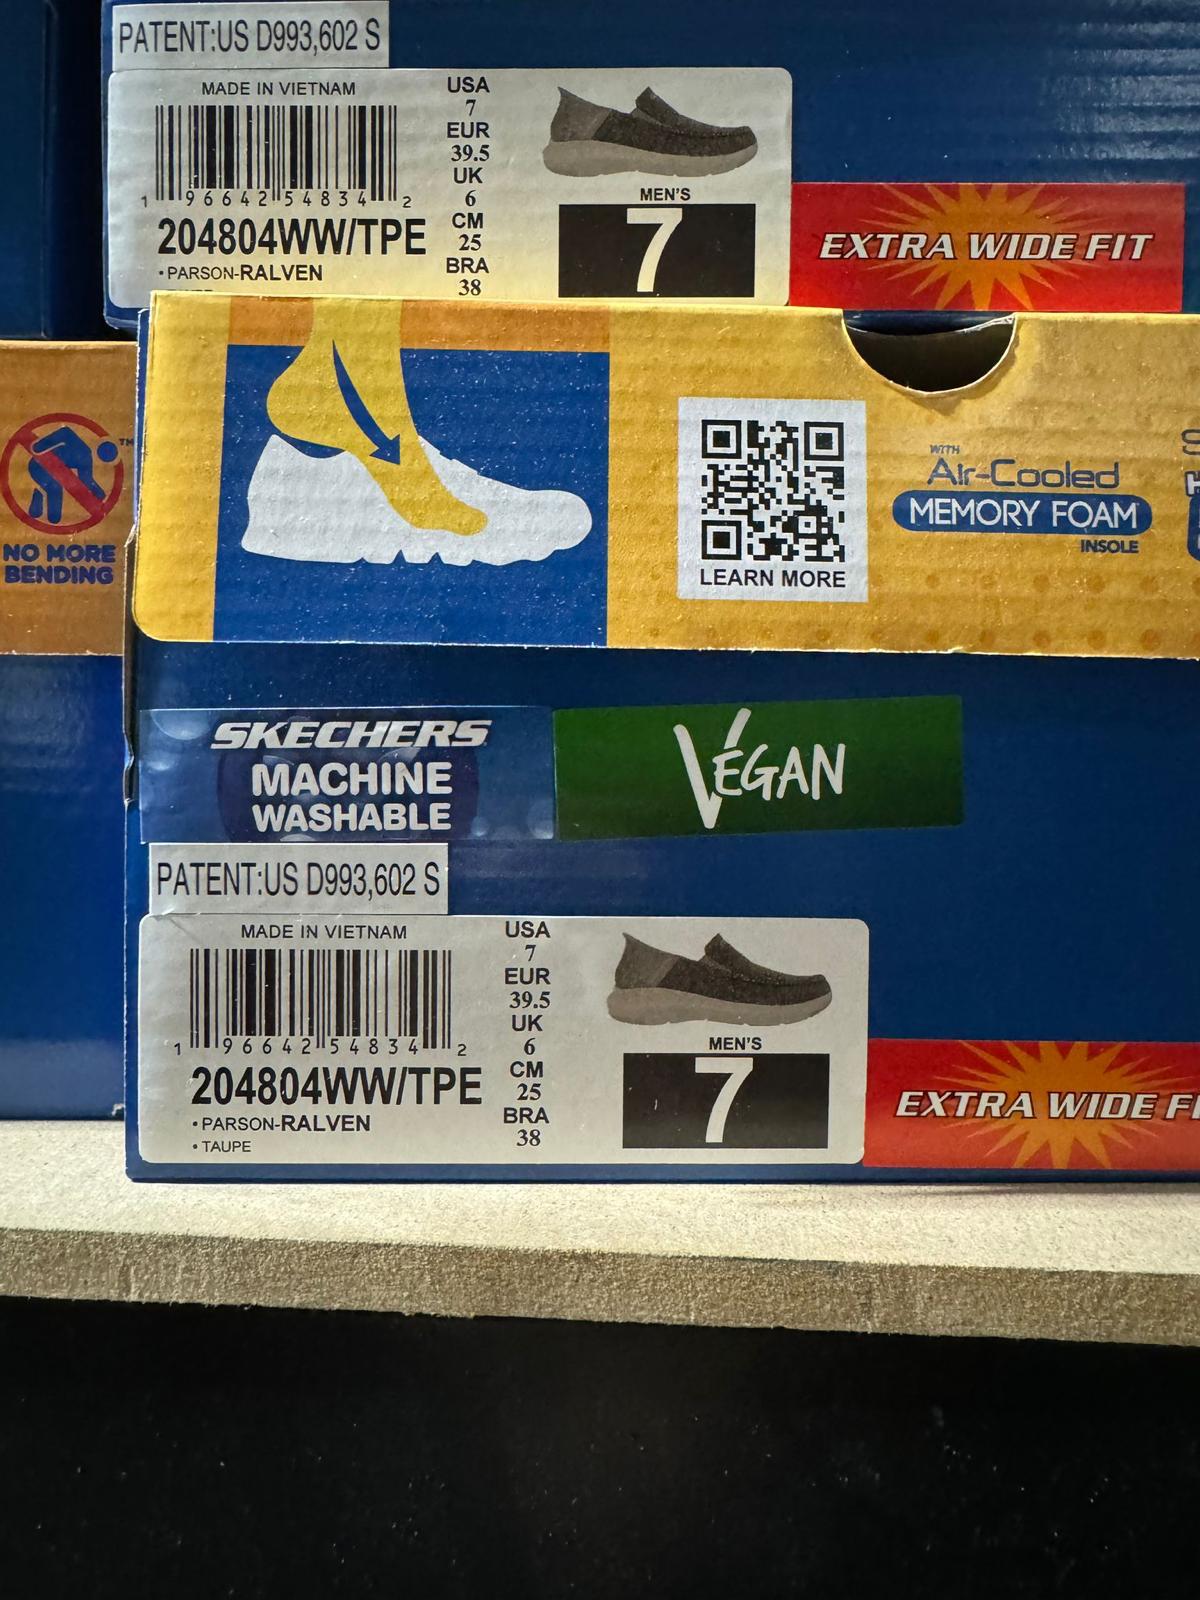 PATENT:US D993,602 S
MADE IN VIETNAM
1 96642 54834 2
204804WW/TPE
• PARSON-RALVEN
USA
7
EUR
39.5
UK
6
CM
25
BRA
38
MEN'S
7
EXTRA WIDE FIT
TM
NO MORE
BENDING
LEARN MORE
WITH
Air-Cooled
MEMORY FOAM
INSOLE
SKECHERS
MACHINE
WASHABLE
VEGAN
PATENT:US D993,602 S
MADE IN VIETNAM
1 96642 54834 2
204804WW/TPE
• PARSON-RALVEN
• TAUPE
USA
7
EUR
39.5
UK
6
CM
25
BRA
38
MEN'S
7
EXTRA WIDE